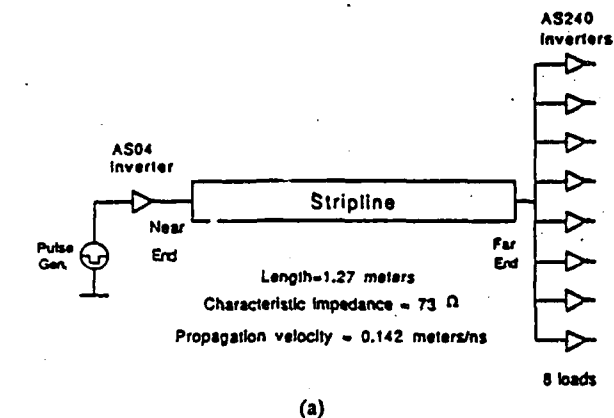 AS240
Inverters
AS04
Inverter
Stripline
Near
End
Far
End
Pulse
Gen.
Length=1.27 meters
Characteristic impedance = 73 Ω
Propagation velocity = 0.142 meters/ns
8 loads
(a)